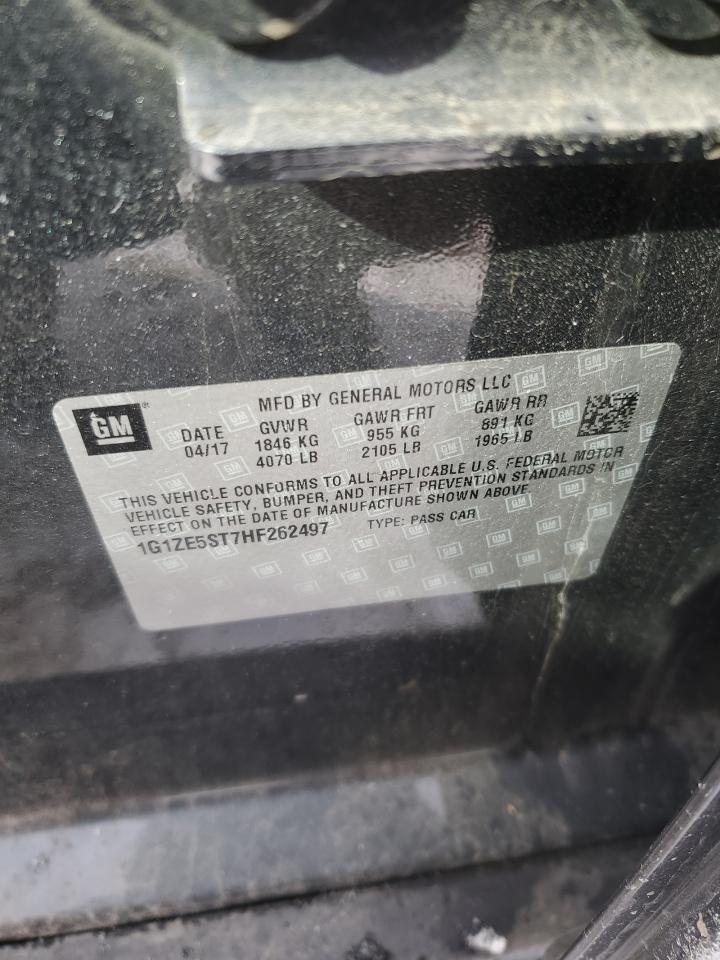 GM
MFD BY GENERAL MOTORS LLC
DATE GVWR GAWR FRT GAWR RR
04/17 1846 KG 955 KG 891 KG
4070 LB 2105 LB 1965 LB
THIS VEHICLE CONFORMS TO ALL APPLICABLE U.S. FEDERAL MOTOR
VEHICLE SAFETY, BUMPER, AND THEFT PREVENTION STANDARDS IN
EFFECT ON THE DATE OF MANUFACTURE SHOWN ABOVE.
1G1ZE5ST7HF262497 TYPE: PASS CAR